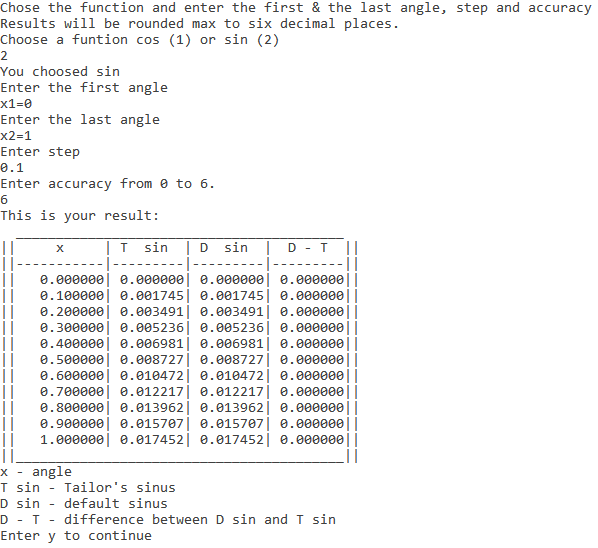 Chose the function and enter the first & the last angle, step and accuracy
Results will be rounded max to six decimal places.
Choose a funtion cos (1) or sin (2)
2
You choosed sin
Enter the first angle
x1=0
Enter the last angle
x2=1
Enter step
0.1
Enter accuracy from 0 to 6.
6
This is your result:
_________________________________________
||     x     | T  sin  | D  sin  |  D - T  ||
||-----------|---------|---------|---------||
||   0.000000| 0.000000| 0.000000| 0.000000||
||   0.100000| 0.001745| 0.001745| 0.000000||
||   0.200000| 0.003491| 0.003491| 0.000000||
||   0.300000| 0.005236| 0.005236| 0.000000||
||   0.400000| 0.006981| 0.006981| 0.000000||
||   0.500000| 0.008727| 0.008727| 0.000000||
||   0.600000| 0.010472| 0.010472| 0.000000||
||   0.700000| 0.012217| 0.012217| 0.000000||
||   0.800000| 0.013962| 0.013962| 0.000000||
||   0.900000| 0.015707| 0.015707| 0.000000||
||   1.000000| 0.017452| 0.017452| 0.000000||
||_________________________________________||
x - angle
T sin - Tailor's sinus
D sin - default sinus
D - T - difference between D sin and T sin
Enter y to continue